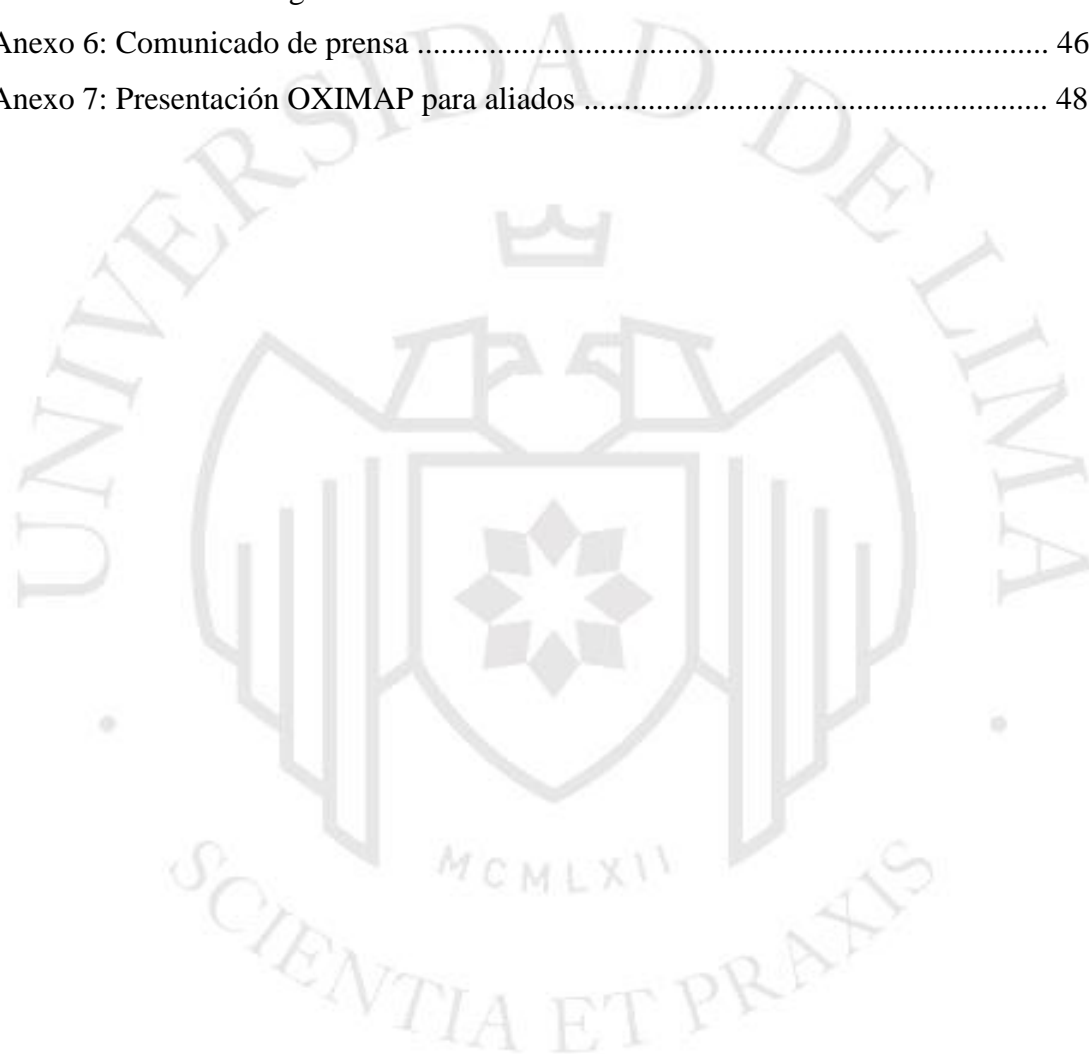 Anexo 6: Comunicado de prensa ........................................................................... 46
Anexo 7: Presentación OXIMAP para aliados ....................................................... 48
UNIVERSIDAD DE LIMA
MCMLXII
SCIENTIA ET PRAXIS